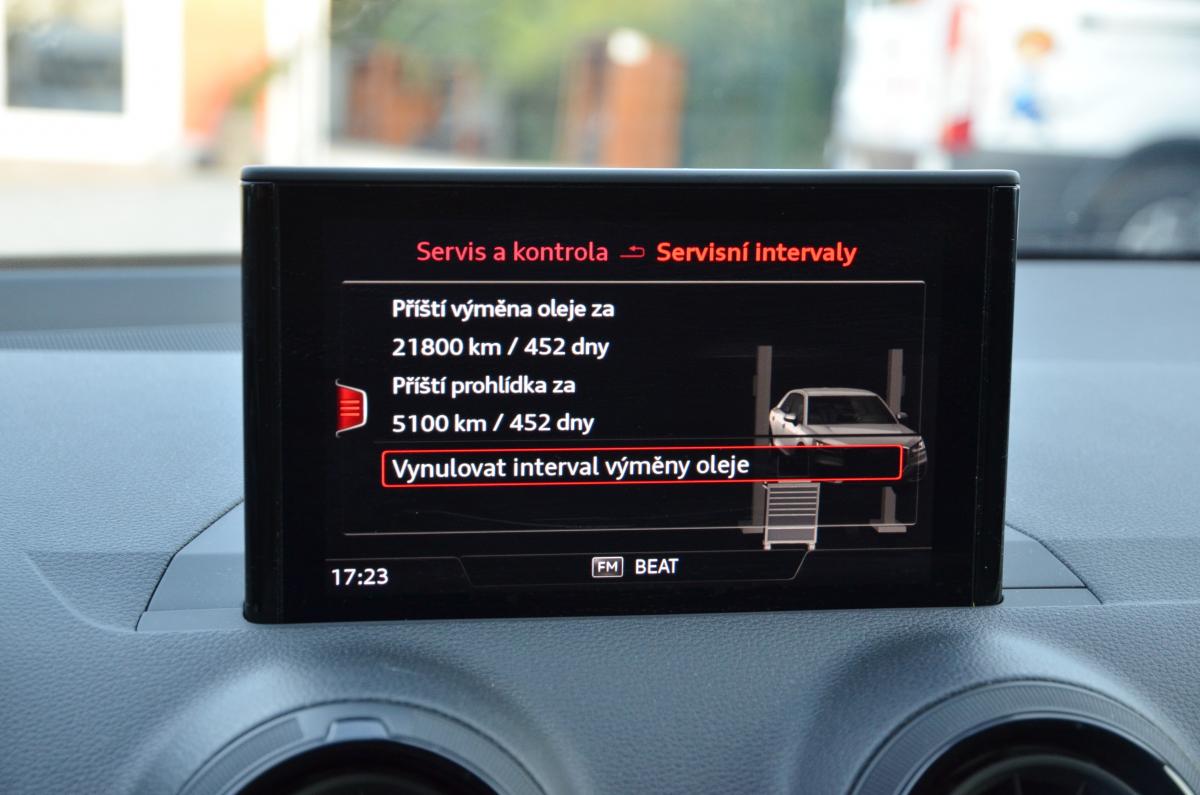 Servis a kontrola Servisní intervaly
Příští výměna oleje za
21800 km / 452 dny
Příští prohlídka za
5100 km / 452 dny
Vynulovat interval výměny oleje
17:23 FM BEAT